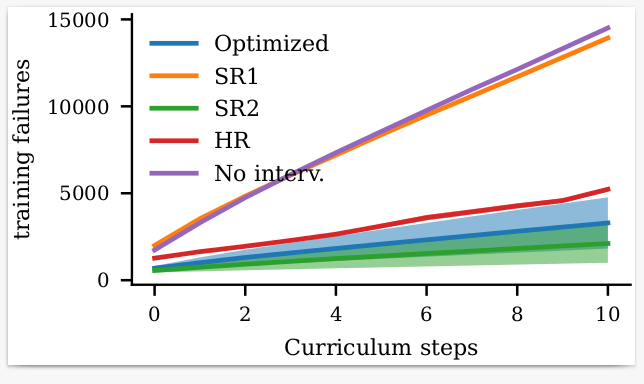 15000
10000
5000
0
training failures
Optimized
SR1
SR2
HR
No interv.
0 2 4 6 8 10
Curriculum steps